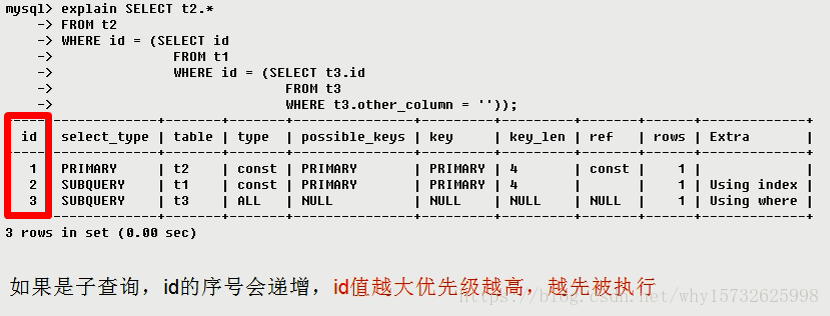 mysql> explain SELECT t2.*
-> FROM t2
-> WHERE id = (SELECT id
-> FROM t1
-> WHERE id = (SELECT t3.id
-> FROM t3
-> WHERE t3.other_column = ''));
id | select_type | table | type | possible_keys | key | key_len | ref | rows | Extra |
1 | PRIMARY | t2 | const | PRIMARY | PRIMARY | 4 | const | 1 | |
2 | SUBQUERY | t1 | const | PRIMARY | PRIMARY | 4 | | 1 | Using index |
3 | SUBQUERY | t3 | ALL | NULL | NULL | NULL | NULL | 1 | Using where |
3 rows in set (0.00 sec)
如果是子查询，id的序号会递增，id值越大优先级越高，越先被执行
https://blog.csdn.net/why15732625998